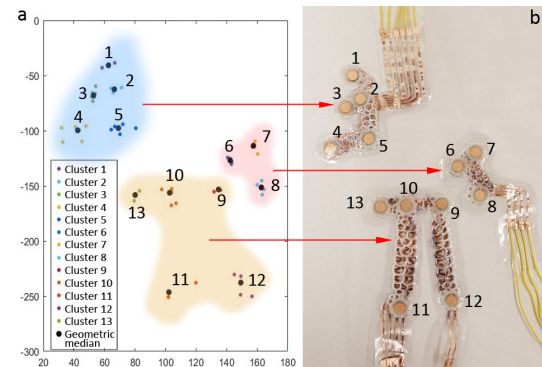 a
b
0
-50
-100
-150
-200
-250
-300
20 40 60 80 100 120 140 160 180
1
2
3
4
5
6
7
8
9
10
11
12
13
Cluster 1
Cluster 2
Cluster 3
Cluster 4
Cluster 5
Cluster 6
Cluster 7
Cluster 8
Cluster 9
Cluster 10
Cluster 11
Cluster 12
Cluster 13
Geometric
median
1
2
3
4
5
6
7
8
13
10
9
11
12